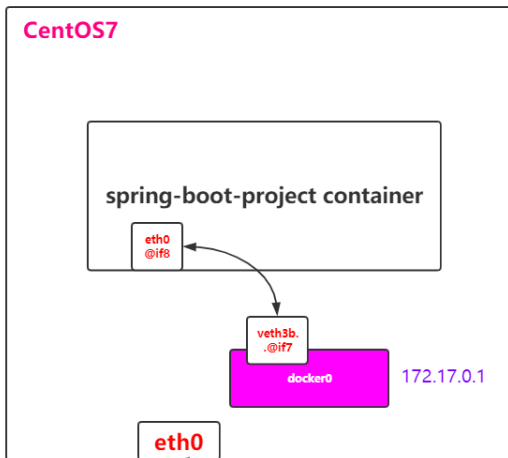 CentOS7
spring-boot-project container
eth0
@if8
veth3b.
.@if7
docker0
172.17.0.1
eth0